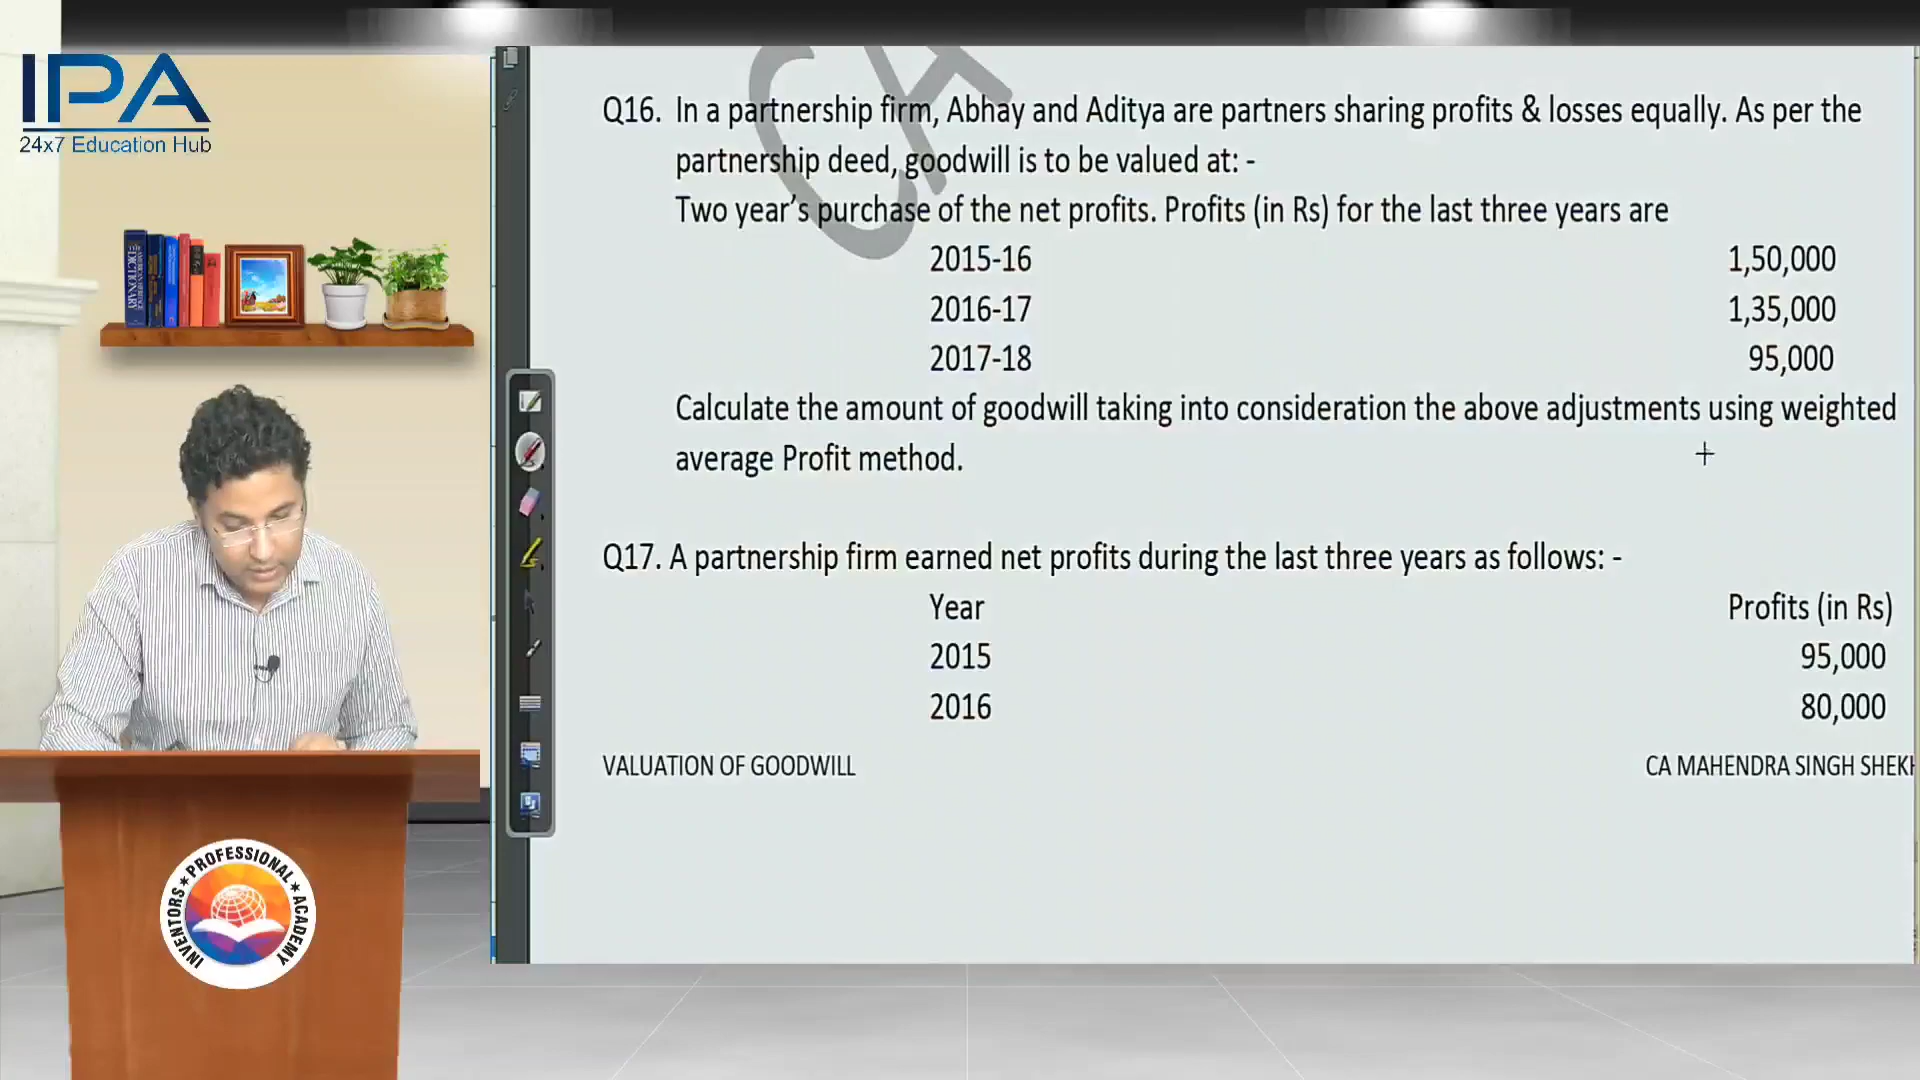 IPA
24x7 Education Hub
CA
Q16. In a partnership firm, Abhay and Aditya are partners sharing profits & losses equally. As per the
partnership deed, goodwill is to be valued at: -
Two year’s purchase of the net profits. Profits (in Rs) for the last three years are
2015-16 1,50,000
2016-17 1,35,000
2017-18 95,000
Calculate the amount of goodwill taking into consideration the above adjustments using weighted
average Profit method.
Q17. A partnership firm earned net profits during the last three years as follows: -
Year Profits (in Rs)
2015 95,000
2016 80,000
VALUATION OF GOODWILL CA MAHENDRA SINGH SHEKH
DICTIONARY
INVENTORS ★ PROFESSIONAL ★ ACADEMY